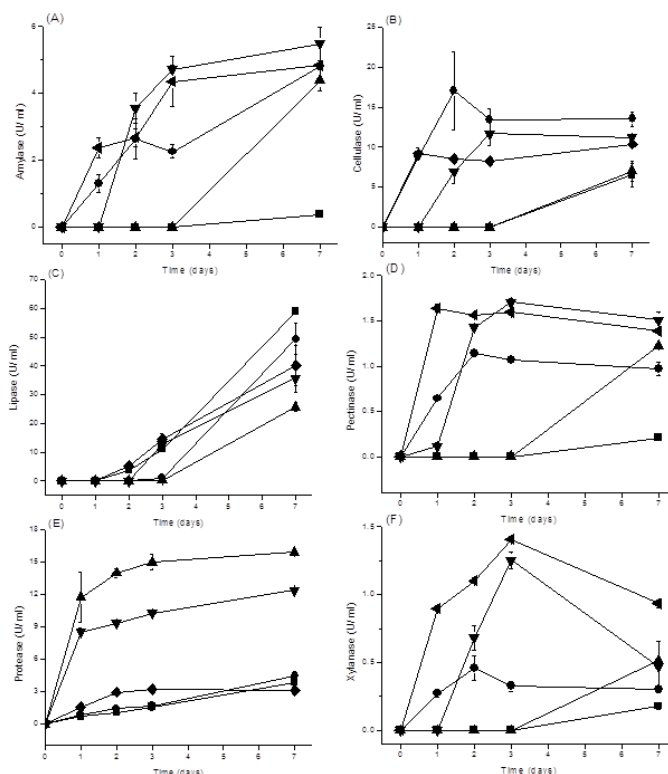 (A)
Amylase (U/ml)
6
4
2
0
0 1 2 3 4 5 6 7
Time (days)
(B)
Cellulase (U/ml)
25
20
15
10
5
0
0 1 2 3 4 5 6 7
Time (days)
(C)
Lipase (U/ml)
70
60
50
40
30
20
10
0
0 1 2 3 4 5 6 7
Time (days)
(D)
Pectinase (U/ml)
2.0
1.5
1.0
0.5
0.0
0 1 2 3 4 5 6 7
Time (days)
(E)
Protease (U/ml)
18
15
12
9
6
3
0
0 1 2 3 4 5 6 7
Time (days)
(F)
Xylanase (U/ml)
1.5
1.0
0.5
0.0
0 1 2 3 4 5 6 7
Time (days)